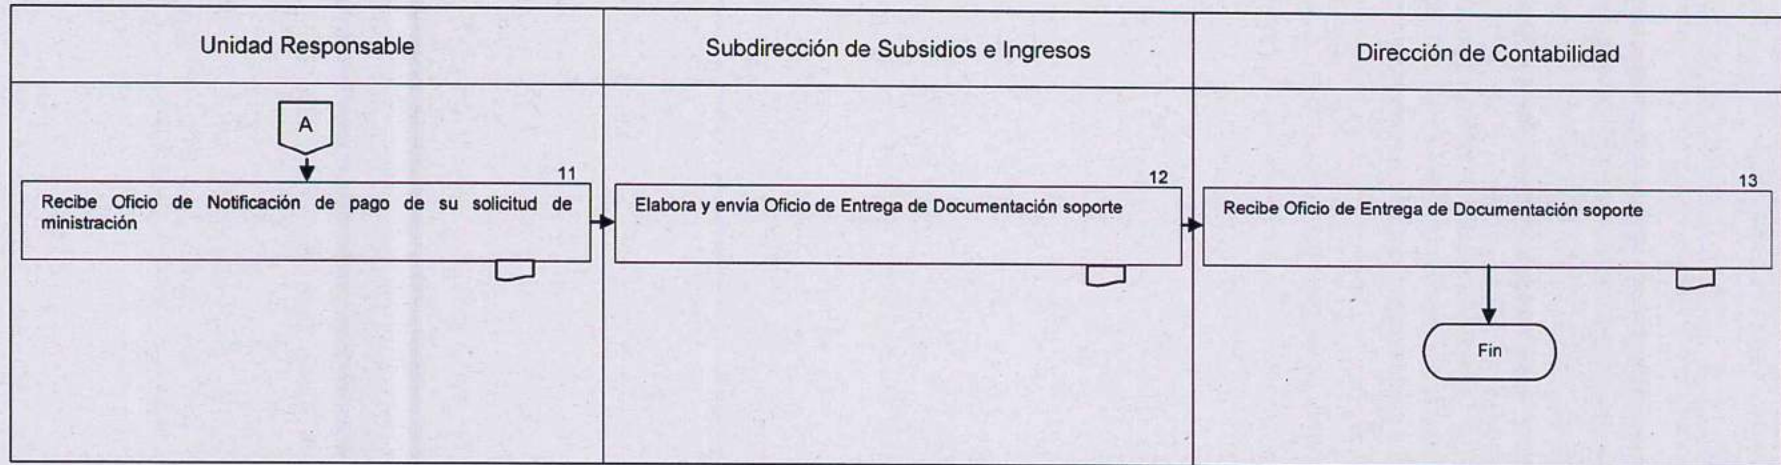 Unidad Responsable
Subdirección de Subsidios e Ingresos
Dirección de Contabilidad
A
11
Recibe Oficio de Notificación de pago de su solicitud de
ministración
12
Elabora y envía Oficio de Entrega de Documentación soporte
13
Recibe Oficio de Entrega de Documentación soporte
Fin